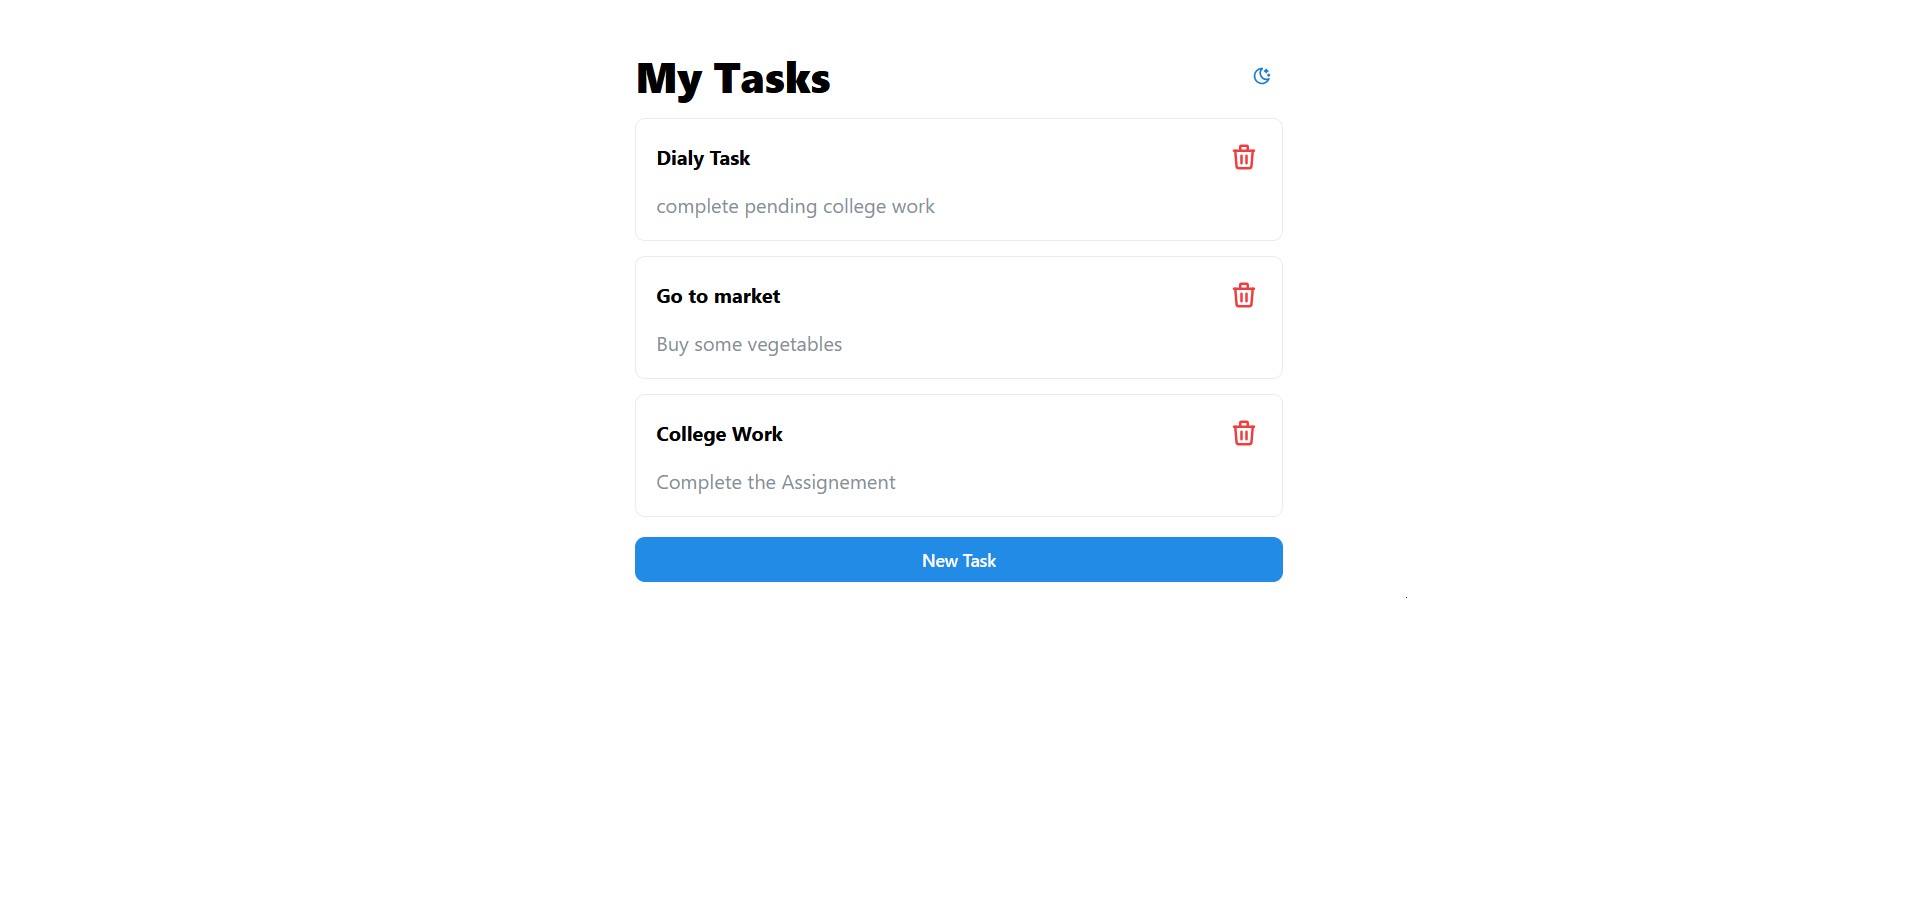 My Tasks
Dialy Task
complete pending college work
Go to market
Buy some vegetables
College Work
Complete the Assignement
New Task